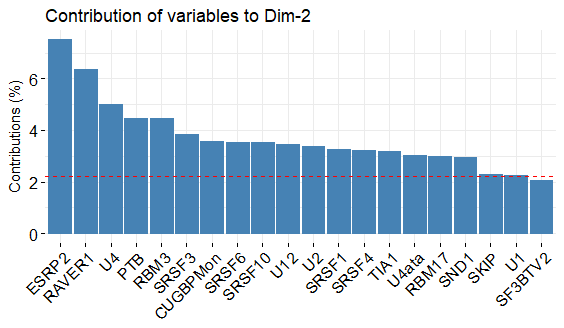 Contribution of variables to Dim-2
Contributions (%)
6
4
2
0
ESRP2
RAVER1
U4
PTB
RBM3
SRSF3
CUGBPMon
SRSF6
SRSF10
U12
U2
SRSF1
SRSF4
TIA1
U4ata
RBM17
SND1
SKIP
U1
SF3BTV2